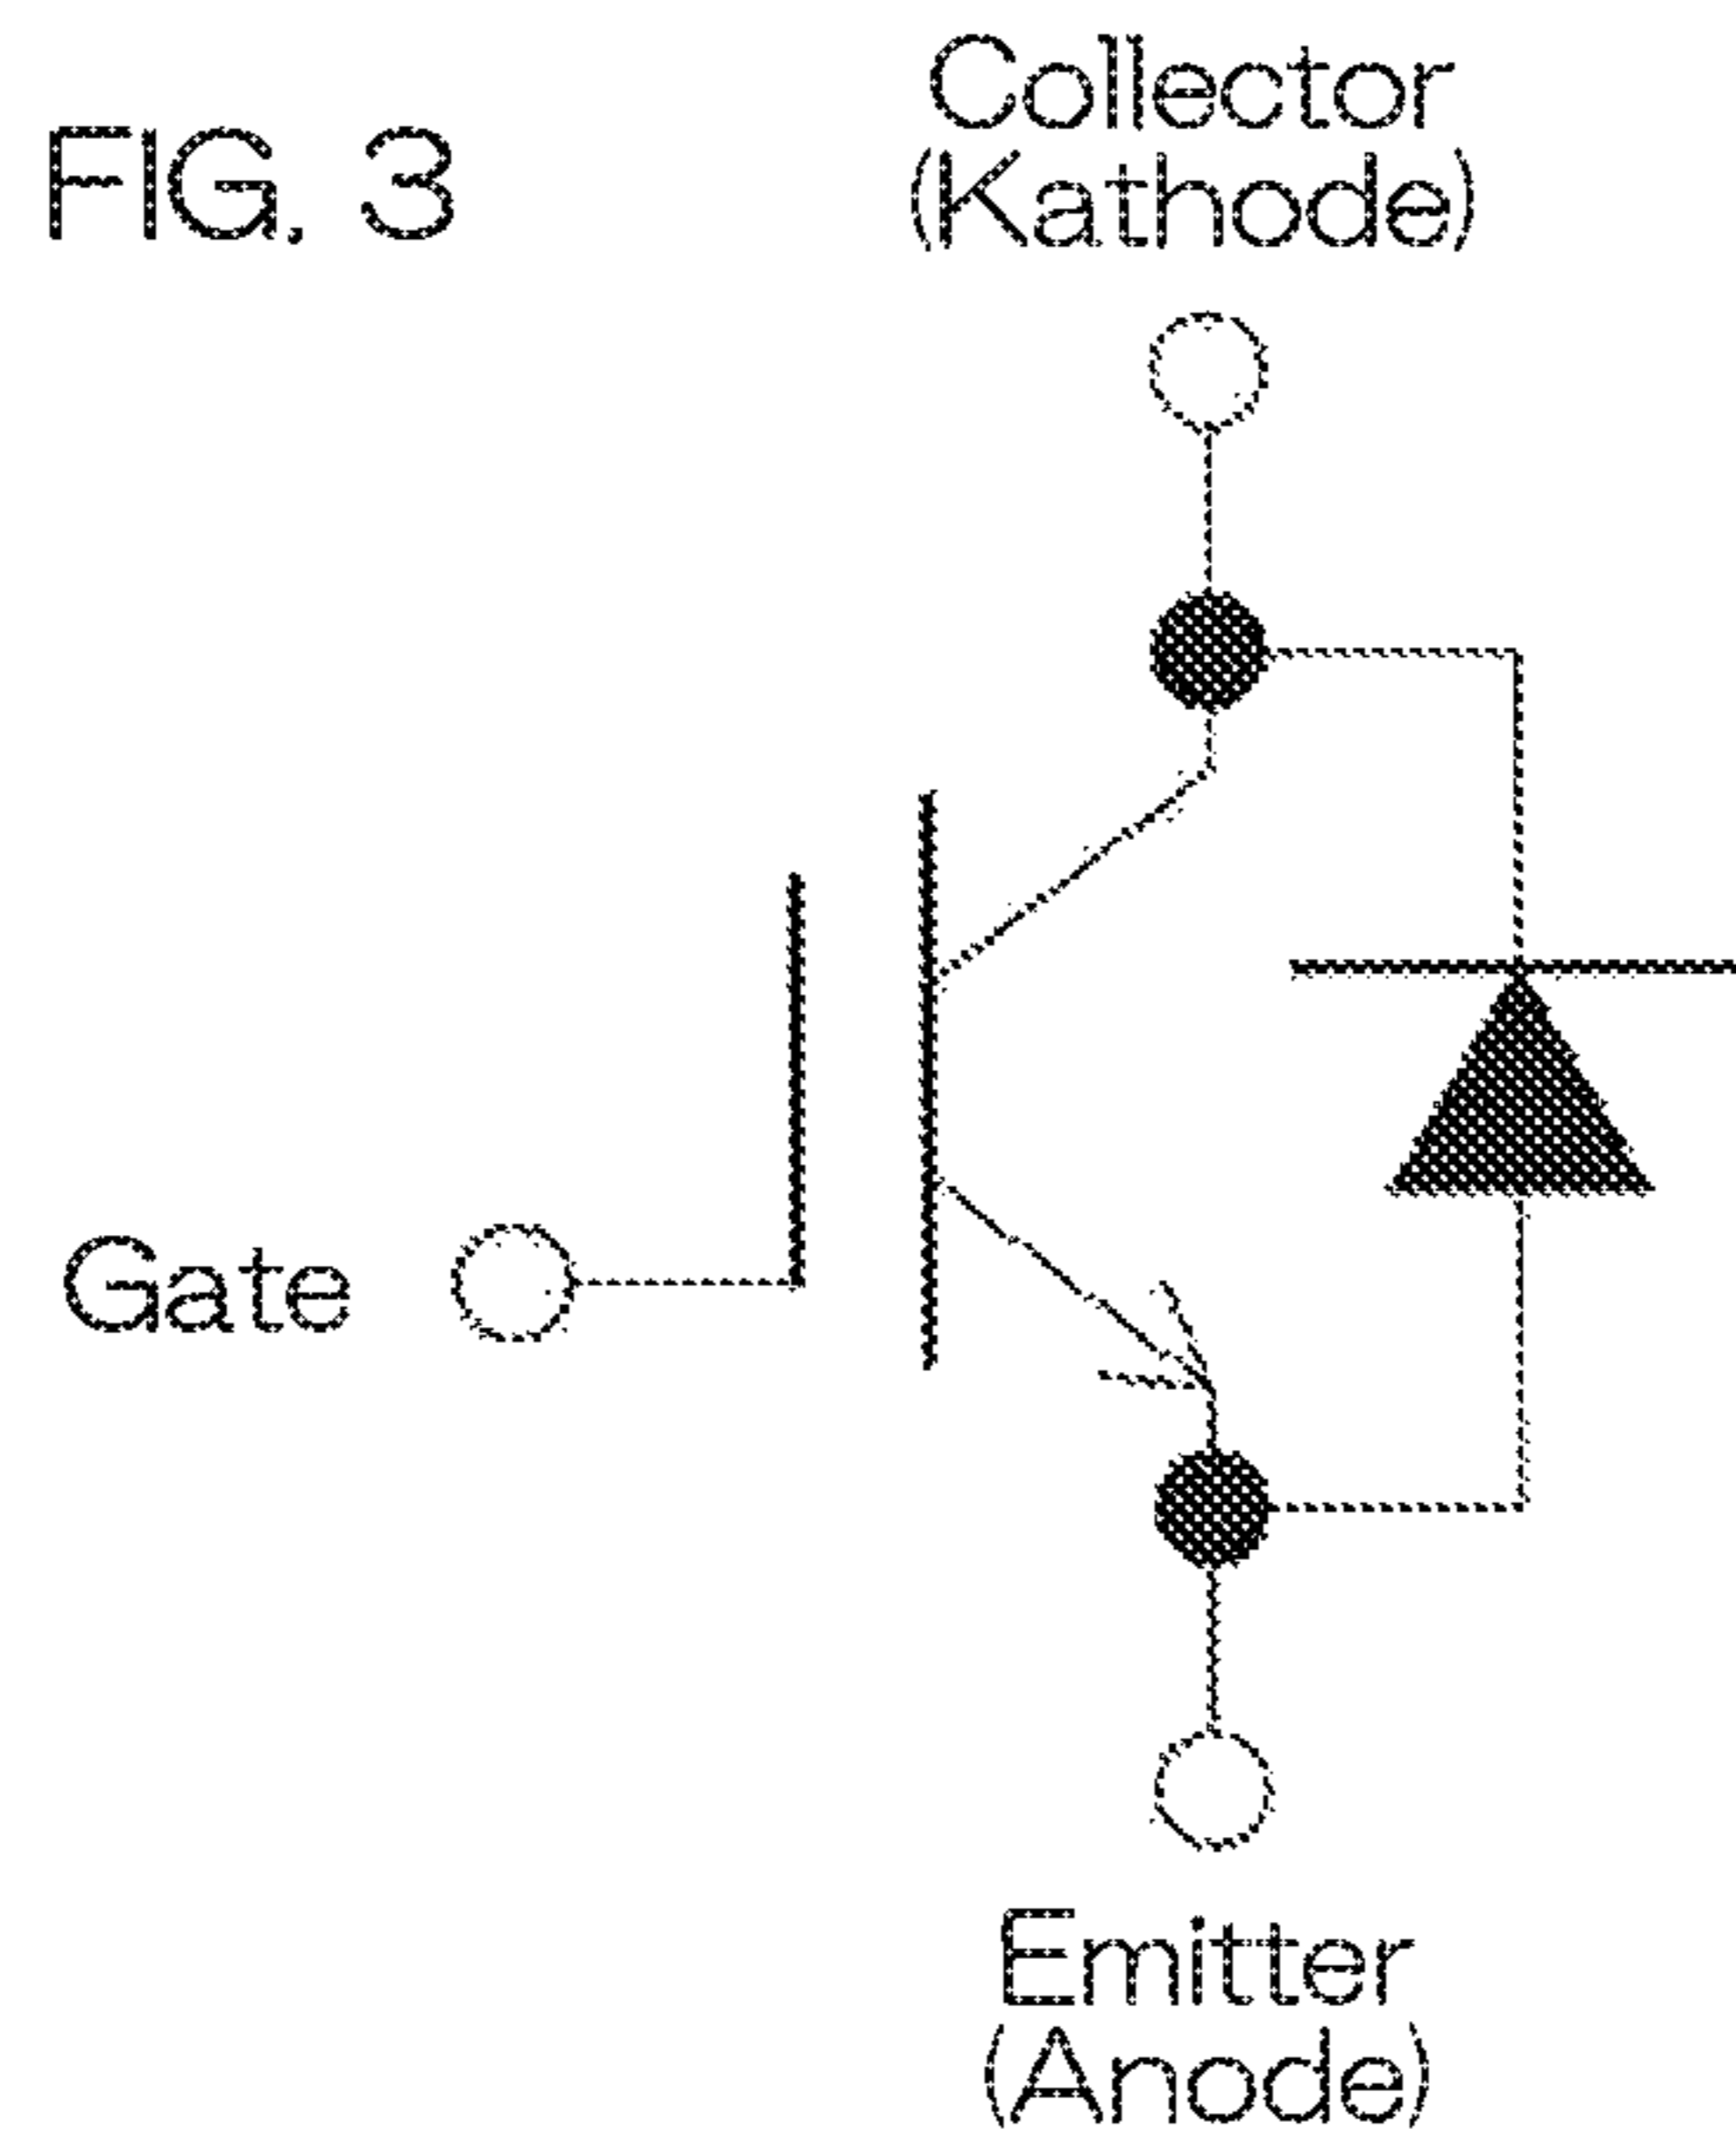 FIG. 3
Collector
(Kathode)
Gate
Emitter
(Anode)